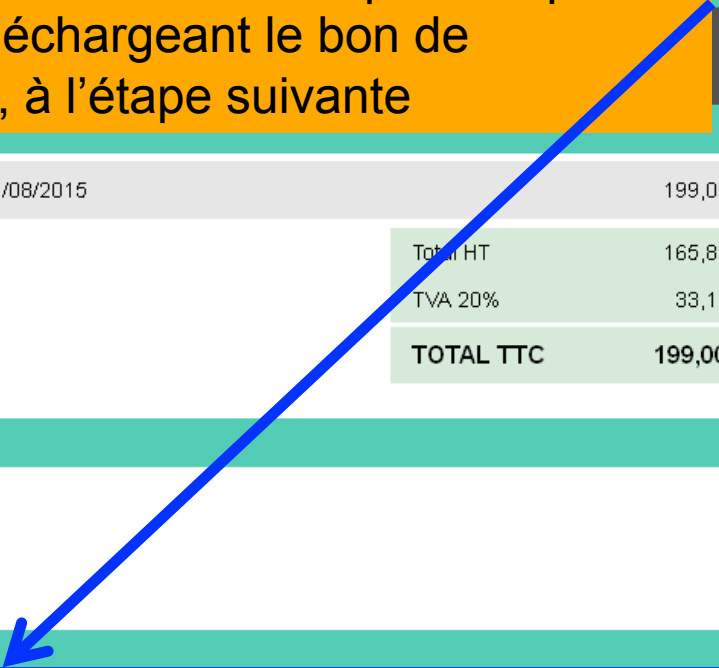 échargeant le bon de
, à l’étape suivante
/08/2015 199,0
Total HT 165,8
TVA 20% 33,1
TOTAL TTC 199,00